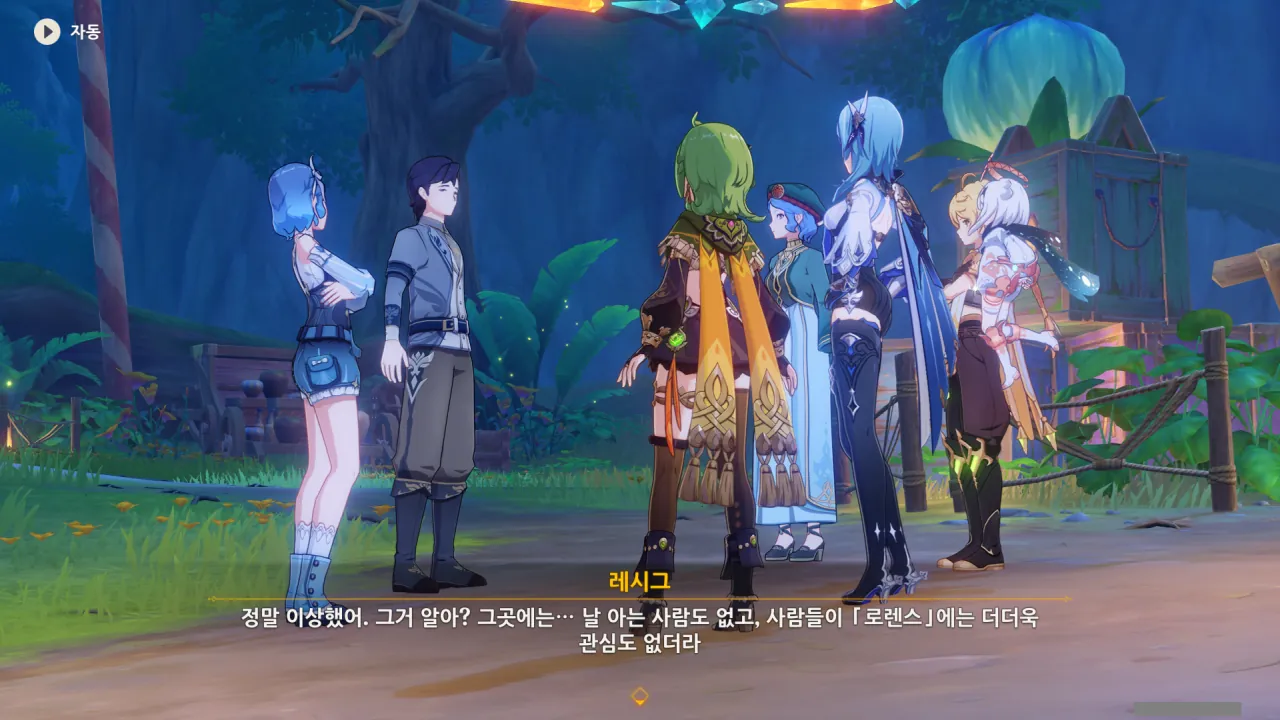 자동
레시그
정말 이상했어. 그거 알아? 그곳에는… 날 아는 사람도 없고, 사람들이 「로렌스」에는 더더욱
관심도 없더라